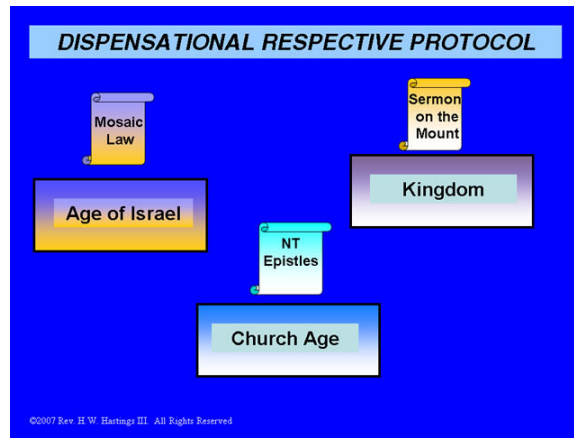 DISPENSATIONAL RESPECTIVE PROTOCOL
Mosaic
Law
Age of Israel
Sermon
on the
Mount
Kingdom
NT
Epistles
Church Age
©2007 Rev. H.W. Hastings III. All Rights Reserved